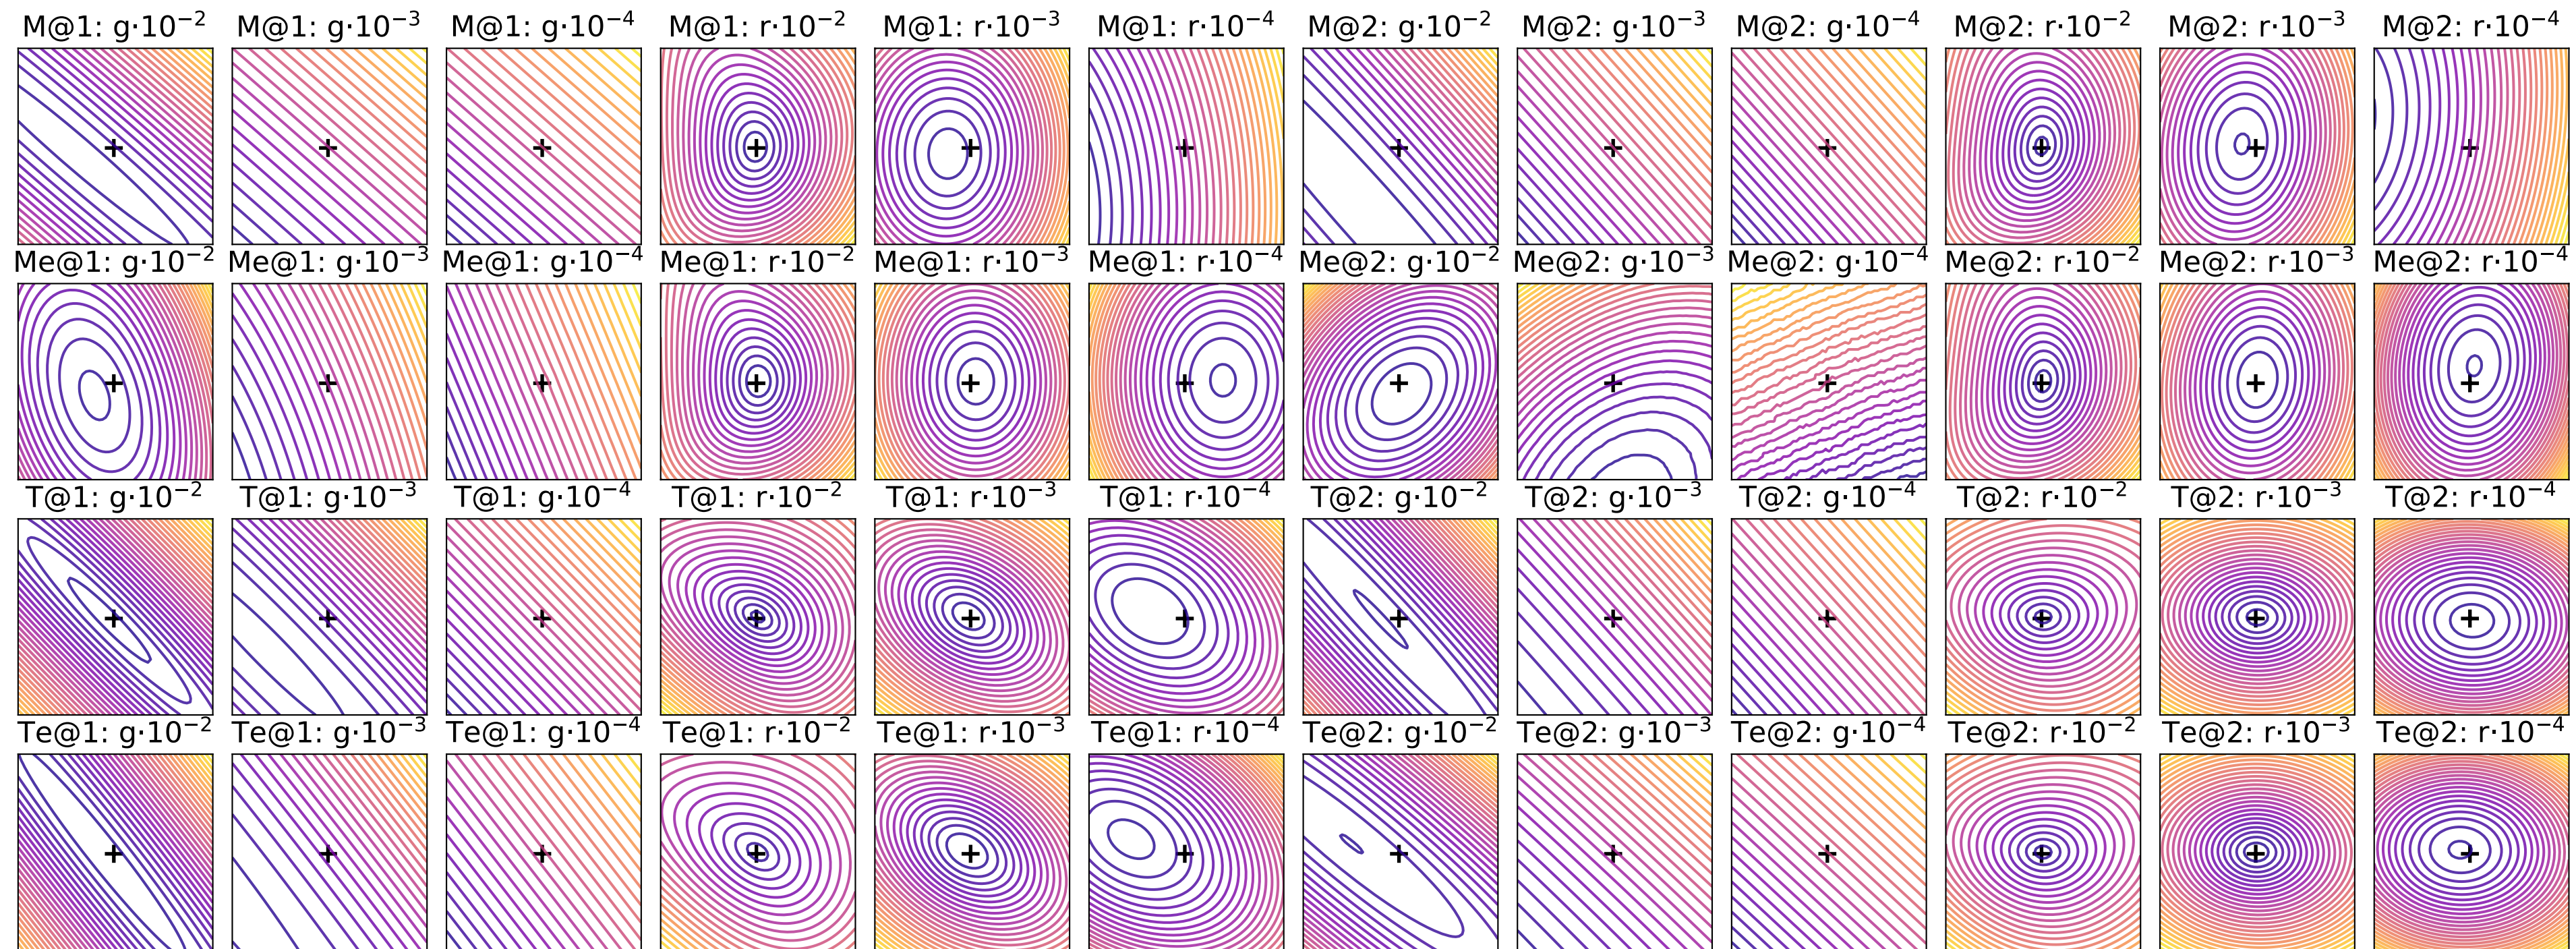 M@1: g·10⁻² M@1: g·10⁻³ M@1: g·10⁻⁴ M@1: r·10⁻² M@1: r·10⁻³ M@1: r·10⁻⁴ M@2: g·10⁻² M@2: g·10⁻³ M@2: g·10⁻⁴ M@2: r·10⁻² M@2: r·10⁻³ M@2: r·10⁻⁴
Me@1: g·10⁻² Me@1: g·10⁻³ Me@1: g·10⁻⁴ Me@1: r·10⁻² Me@1: r·10⁻³ Me@1: r·10⁻⁴ Me@2: g·10⁻² Me@2: g·10⁻³ Me@2: g·10⁻⁴ Me@2: r·10⁻² Me@2: r·10⁻³ Me@2: r·10⁻⁴
T@1: g·10⁻² T@1: g·10⁻³ T@1: g·10⁻⁴ T@1: r·10⁻² T@1: r·10⁻³ T@1: r·10⁻⁴ T@2: g·10⁻² T@2: g·10⁻³ T@2: g·10⁻⁴ T@2: r·10⁻² T@2: r·10⁻³ T@2: r·10⁻⁴
Te@1: g·10⁻² Te@1: g·10⁻³ Te@1: g·10⁻⁴ Te@1: r·10⁻² Te@1: r·10⁻³ Te@1: r·10⁻⁴ Te@2: g·10⁻² Te@2: g·10⁻³ Te@2: g·10⁻⁴ Te@2: r·10⁻² Te@2: r·10⁻³ Te@2: r·10⁻⁴